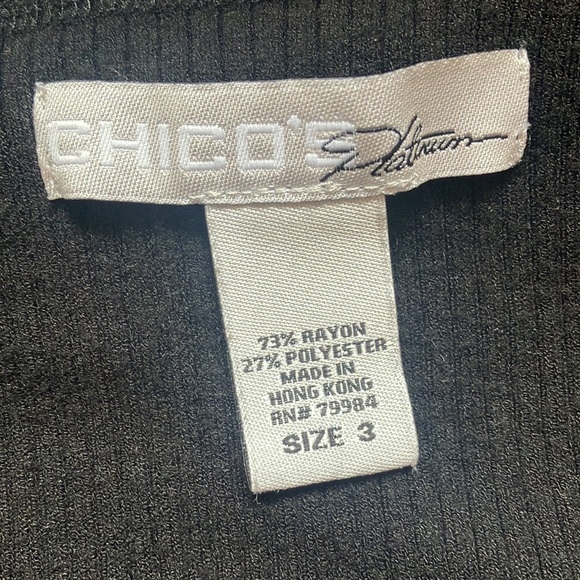 CHICO'S Platinum
73% RAYON
27% POLYESTER
MADE IN
HONG KONG
RN# 79984
SIZE 3